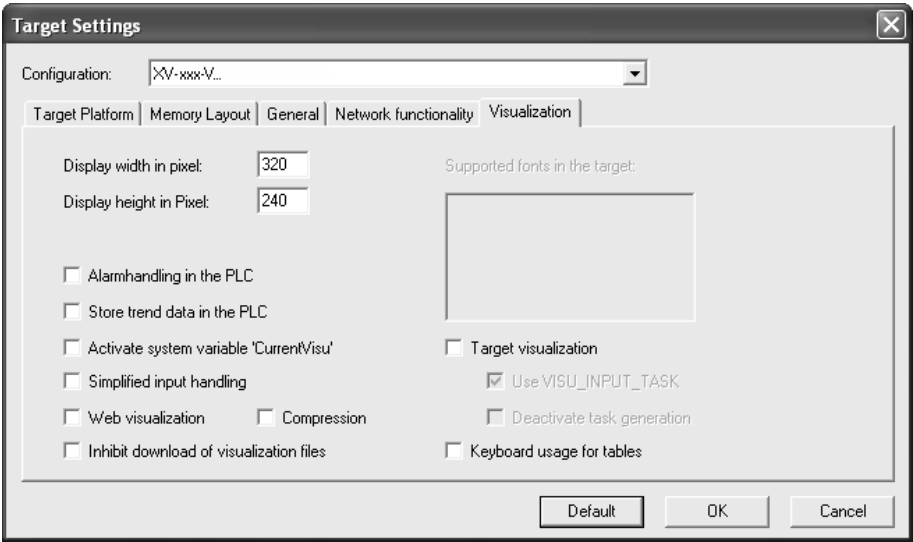 Target Settings
Configuration: XV-xxx-V...
Target Platform Memory Layout General Network functionality Visualization
Display width in pixel: 320 Supported fonts in the target:
Display height in Pixel: 240
Alarmhandling in the PLC
Store trend data in the PLC
Activate system variable 'CurrentVisu' Target visualization
Simplified input handling Use VISU_INPUT_TASK
Web visualization Compression Deactivate task generation
Inhibit download of visualization files Keyboard usage for tables
Default OK Cancel